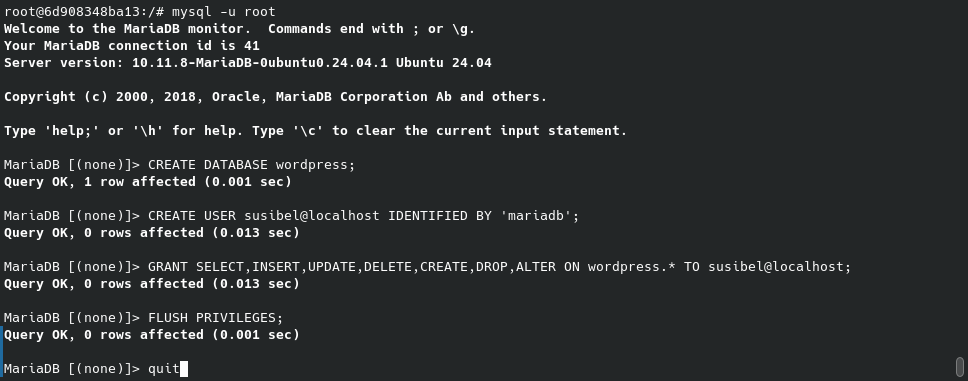 root@6d908348ba13:/# mysql -u root
Welcome to the MariaDB monitor.  Commands end with ; or \g.
Your MariaDB connection id is 41
Server version: 10.11.8-MariaDB-0ubuntu0.24.04.1 Ubuntu 24.04

Copyright (c) 2000, 2018, Oracle, MariaDB Corporation Ab and others.

Type 'help;' or '\h' for help. Type '\c' to clear the current input statement.

MariaDB [(none)]> CREATE DATABASE wordpress;
Query OK, 1 row affected (0.001 sec)

MariaDB [(none)]> CREATE USER susibel@localhost IDENTIFIED BY 'mariadb';
Query OK, 0 rows affected (0.013 sec)

MariaDB [(none)]> GRANT SELECT,INSERT,UPDATE,DELETE,CREATE,DROP,ALTER ON wordpress.* TO susibel@localhost;
Query OK, 0 rows affected (0.013 sec)

MariaDB [(none)]> FLUSH PRIVILEGES;
Query OK, 0 rows affected (0.001 sec)

MariaDB [(none)]> quit